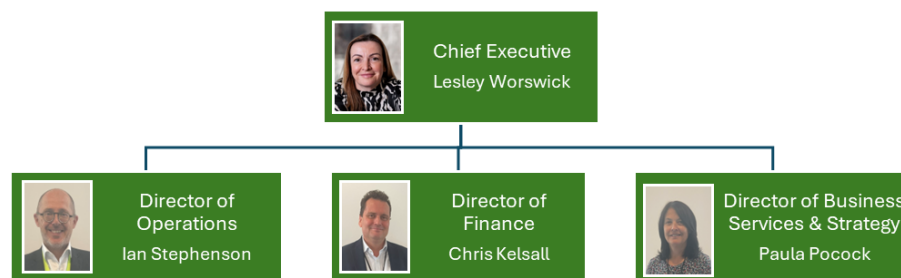 Chief Executive
Lesley Worswick
Director of
Operations
Ian Stephenson
Director of
Finance
Chris Kelsall
Director of Business
Services & Strategy
Paula Pocock